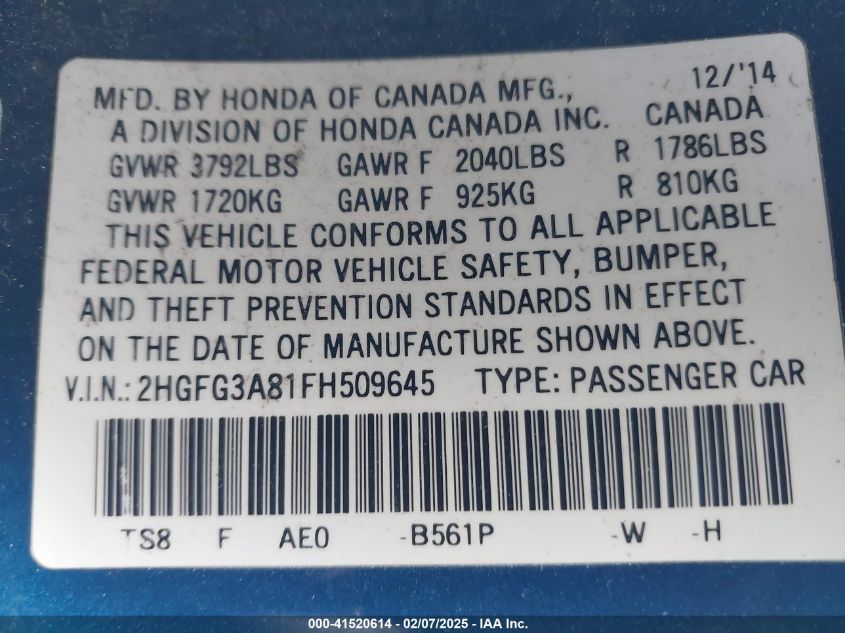 MFD. BY HONDA OF CANADA MFG., 12/'14
A DIVISION OF HONDA CANADA INC. CANADA
GVWR 3792LBS GAWR F 2040LBS R 1786LBS
GVWR 1720KG GAWR F 925KG R 810KG
THIS VEHICLE CONFORMS TO ALL APPLICABLE
FEDERAL MOTOR VEHICLE SAFETY, BUMPER,
AND THEFT PREVENTION STANDARDS IN EFFECT
ON THE DATE OF MANUFACTURE SHOWN ABOVE.
V.I.N.: 2HGFG3A81FH509645 TYPE: PASSENGER CAR
TS8 F AE0 -B561P -W -H
000-41520614 - 02/07/2025 - IAA Inc.